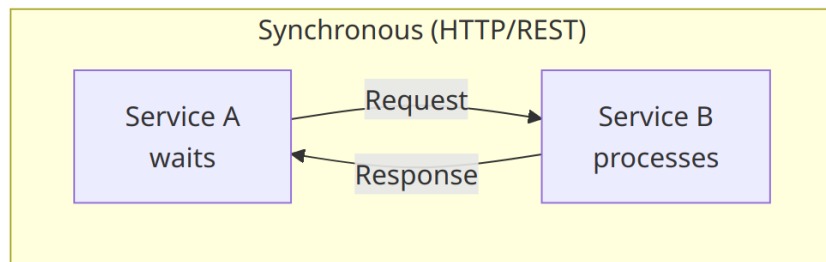 Synchronous (HTTP/REST)
Service A
waits
Request
Response
Service B
processes